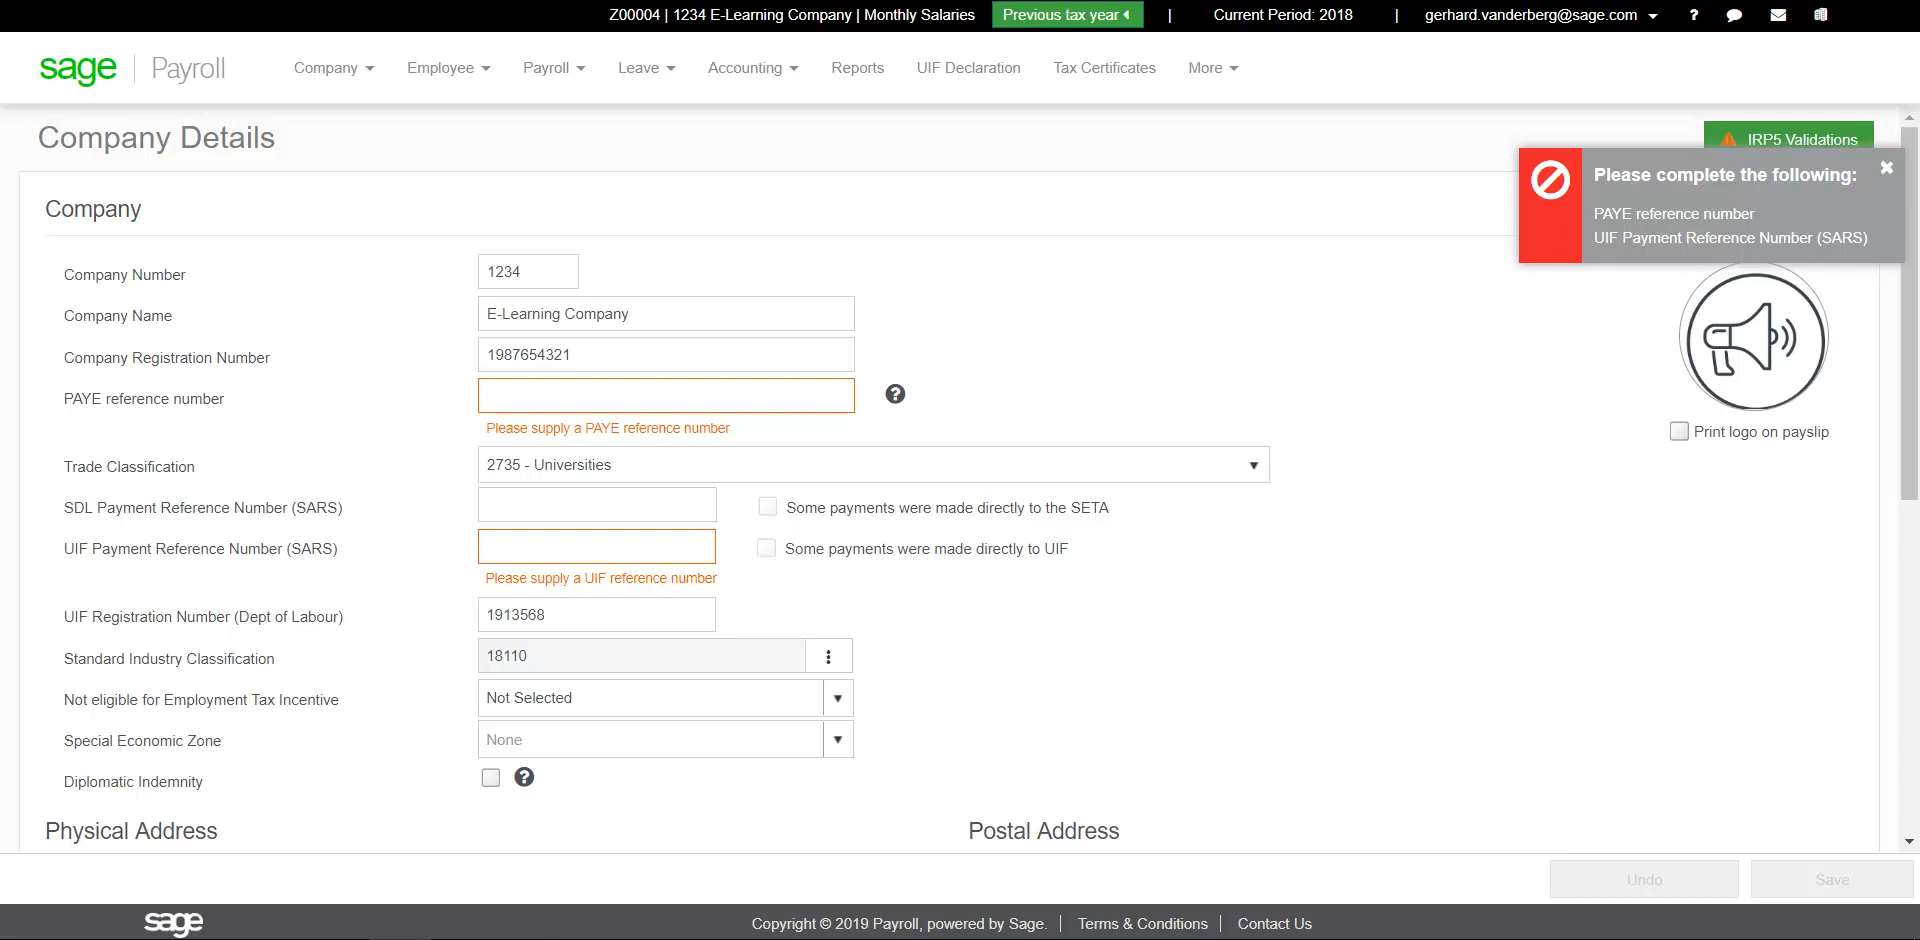 Z00004 | 1234 E-Learning Company | Monthly Salaries
Previous tax year
|
Current Period: 2018
|
gerhard.vanderberg@sage.com
?
sage
Payroll
Company
Employee
Payroll
Leave
Accounting
Reports
UIF Declaration
Tax Certificates
More
Company Details
IRP5 Validations
Please complete the following:
PAYE reference number
UIF Payment Reference Number (SARS)
Company
Company Number
1234
Company Name
E-Learning Company
Company Registration Number
1987654321
PAYE reference number
?
Please supply a PAYE reference number
Print logo on payslip
Trade Classification
2735 - Universities
SDL Payment Reference Number (SARS)
Some payments were made directly to the SETA
UIF Payment Reference Number (SARS)
Some payments were made directly to UIF
Please supply a UIF reference number
UIF Registration Number (Dept of Labour)
1913568
Standard Industry Classification
18110
Not eligible for Employment Tax Incentive
Not Selected
Special Economic Zone
None
Diplomatic Indemnity
?
Physical Address
Postal Address
Undo
Save
sage
Copyright © 2019 Payroll, powered by Sage. | Terms & Conditions | Contact Us